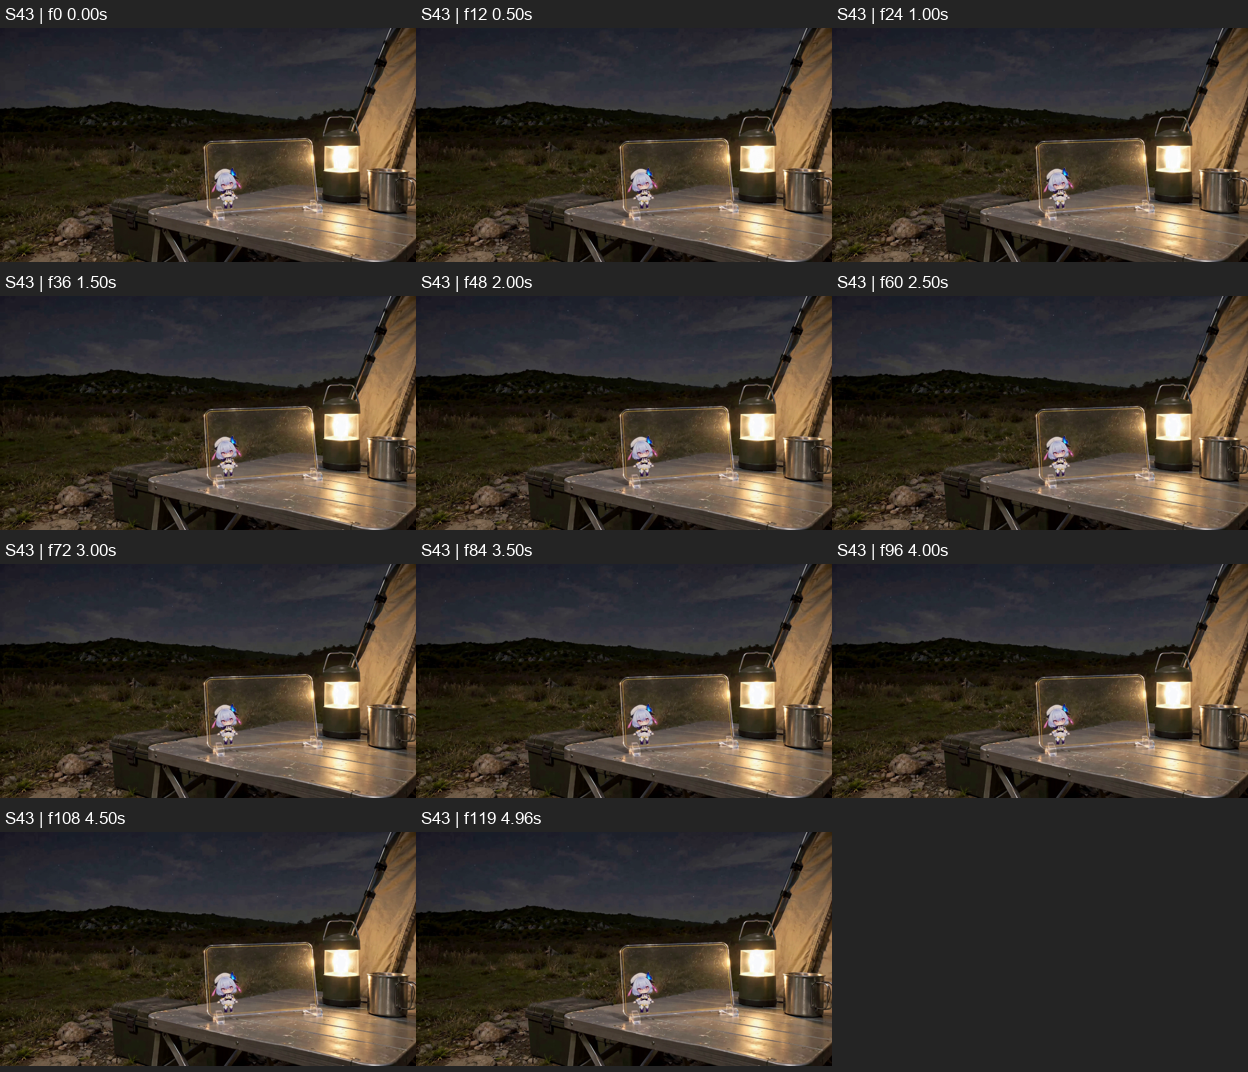 S43 | f0 0.00s
S43 | f12 0.50s
S43 | f24 1.00s
S43 | f36 1.50s
S43 | f48 2.00s
S43 | f60 2.50s
S43 | f72 3.00s
S43 | f84 3.50s
S43 | f96 4.00s
S43 | f108 4.50s
S43 | f119 4.96s